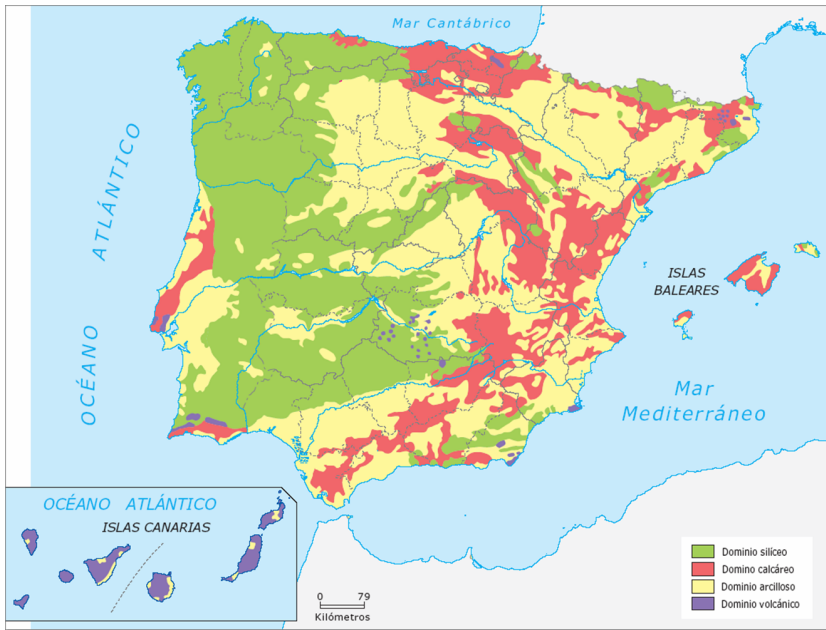 Mar Cantábrico
OCÉANO ATLÁNTICO
ISLAS
BALEARES
Mar
Mediterráneo
OCÉANO ATLÁNTICO
ISLAS CANARIAS
0 79
Kilómetros
Dominio silíceo
Domino calcáreo
Dominio arcilloso
Dominio volcánico